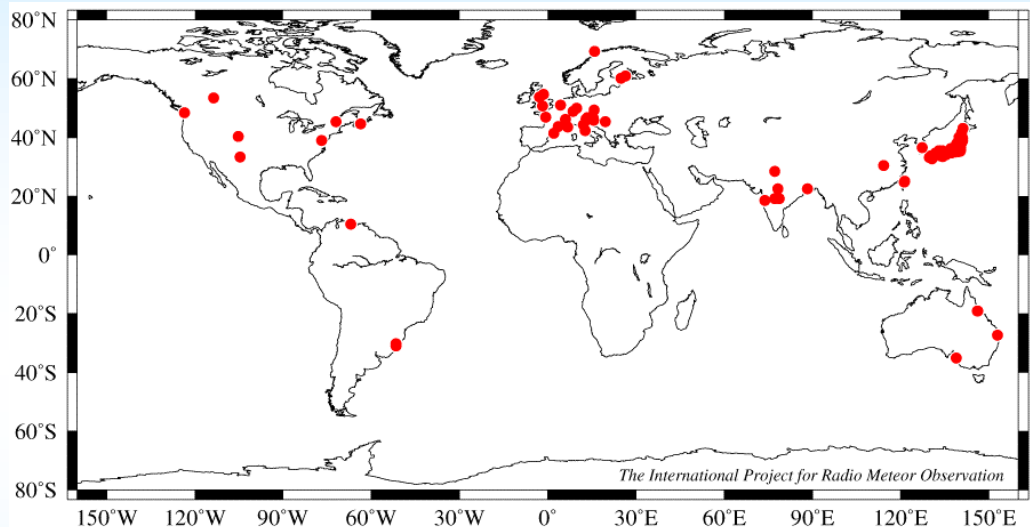 80°N
60°N
40°N
20°N
0°
20°S
40°S
60°S
80°S
The International Project for Radio Meteor Observation
150°W 120°W 90°W 60°W 30°W 0° 30°E 60°E 90°E 120°E 150°E